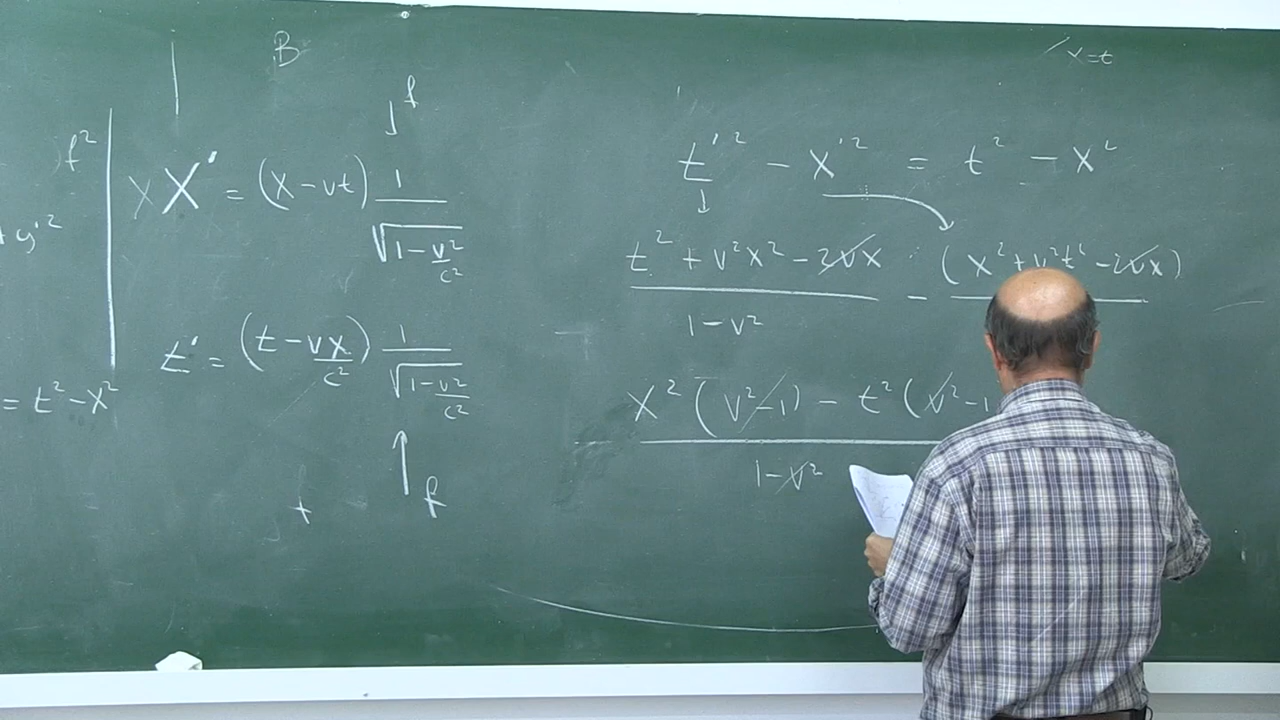 B
x = t
f
f²
t'² - x'² = t² - x²
x X' = (x - vt) 1/√(1 - v²/c²)
+ y'²
t² + v²x² - 2vx - (x² + v²t² - 2vx)
1 - v²
t' = (t - vx/c²) 1/√(1 - v²/c²)
= t² - x²
x² (v² - 1) - t² (v² - 1
1 - v²
f